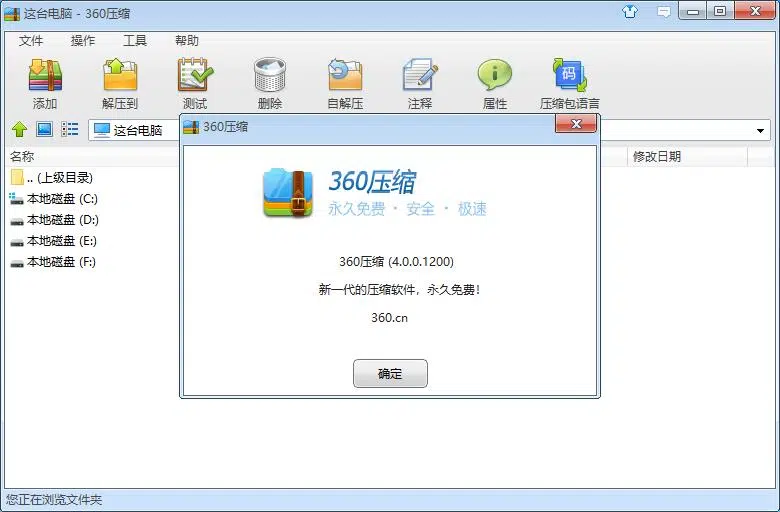 这台电脑 - 360压缩
文件 操作 工具 帮助
码
添加 解压到 测试 删除 自解压 注释 属性 压缩包语言
这台电脑
360压缩
名称 修改日期
.. (上级目录)
本地磁盘 (C:)
本地磁盘 (D:)
本地磁盘 (E:)
本地磁盘 (F:)
360压缩
永久免费 · 安全 · 极速
360压缩 (4.0.0.1200)
新一代的压缩软件，永久免费！
360.cn
确定
您正在浏览文件夹